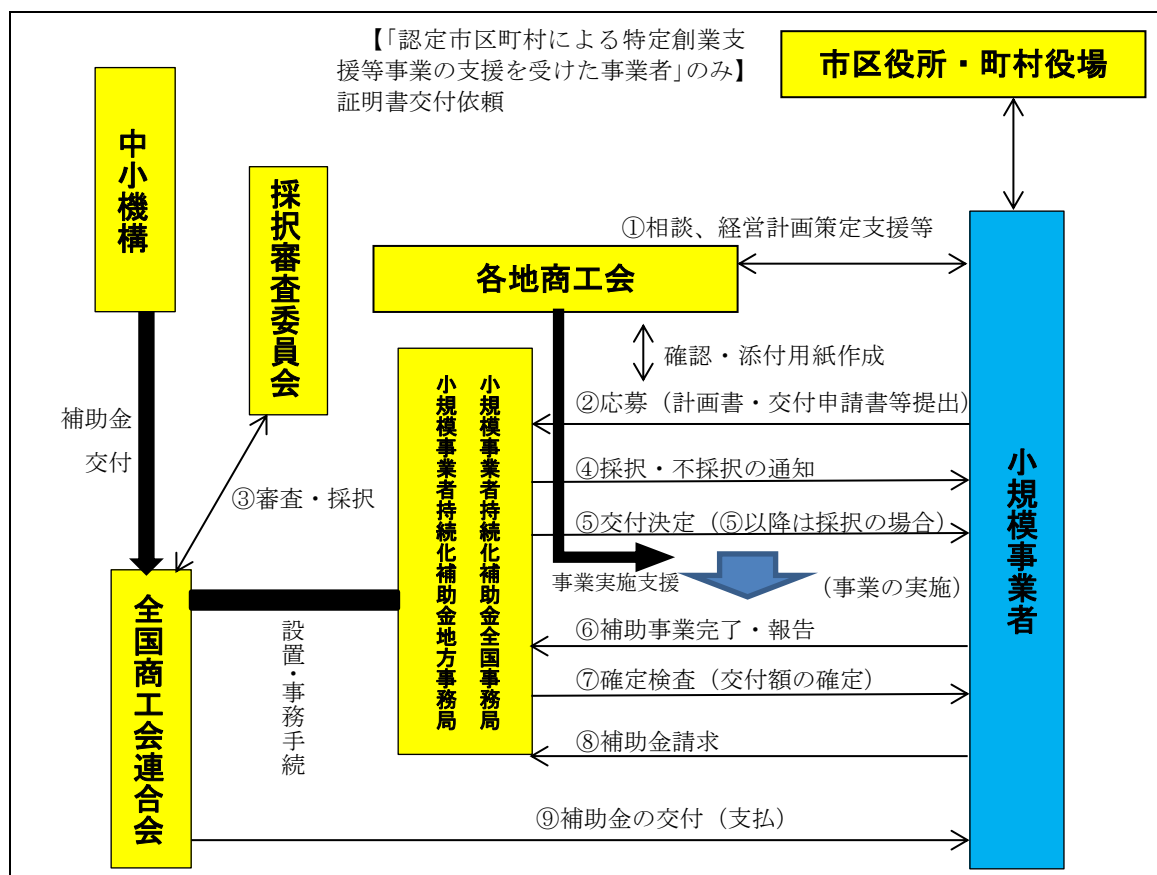 【「認定市区町村による特定創業支
援等事業の支援を受けた事業者」のみ】
証明書交付依頼
市区役所・町村役場
中小機構
採択審査委員会
①相談、経営計画策定支援等
各地商工会
確認・添付用紙作成
補助金
交付
③審査・採択
小規模事業者持続化補助金全国事務局
小規模事業者持続化補助金地方事務局
②応募（計画書・交付申請書等提出）
④採択・不採択の通知
⑤交付決定（⑤以降は採択の場合）
事業実施支援
（事業の実施）
小規模事業者
全国商工会連合会
設置・事務手続
⑥補助事業完了・報告
⑦確定検査（交付額の確定）
⑧補助金請求
⑨補助金の交付（支払）